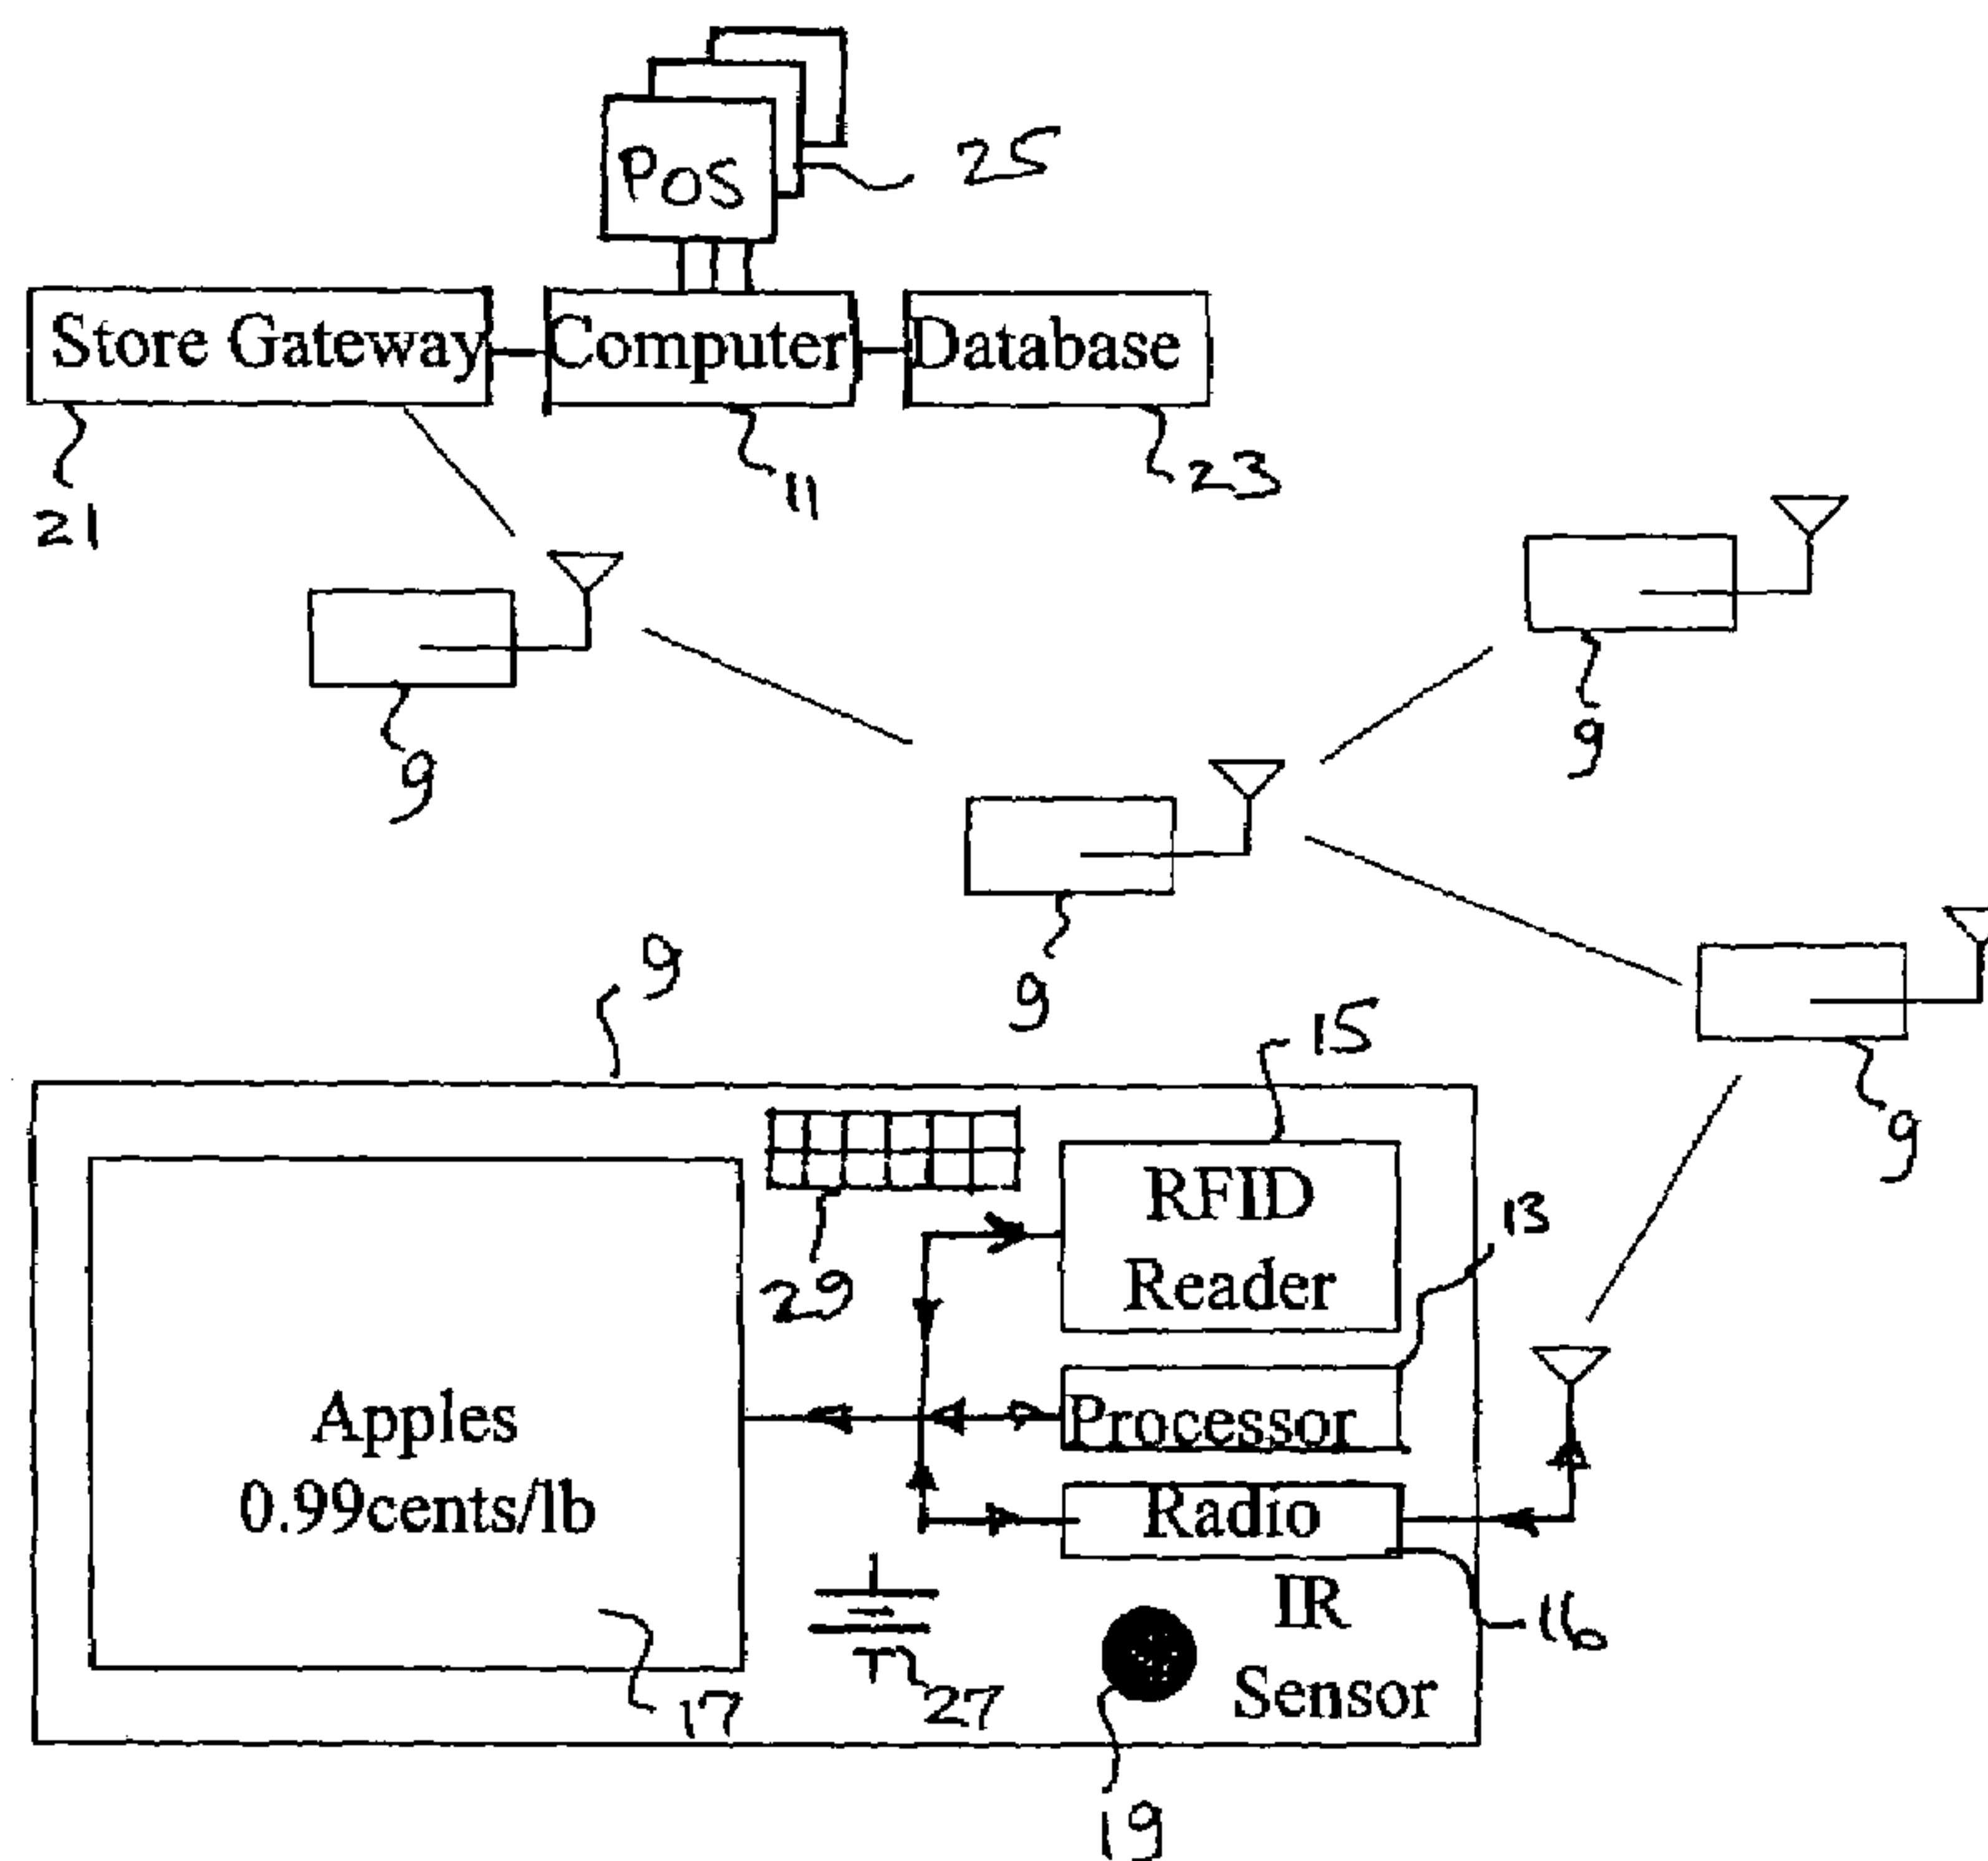 POS
25
Store Gateway
Computer
Database
21
11
23
9
9
9
9
9
15
RFID
Reader
13
29
Apples
0.99cents/lb
Processor
Radio
IR
Sensor
16
17
27
19